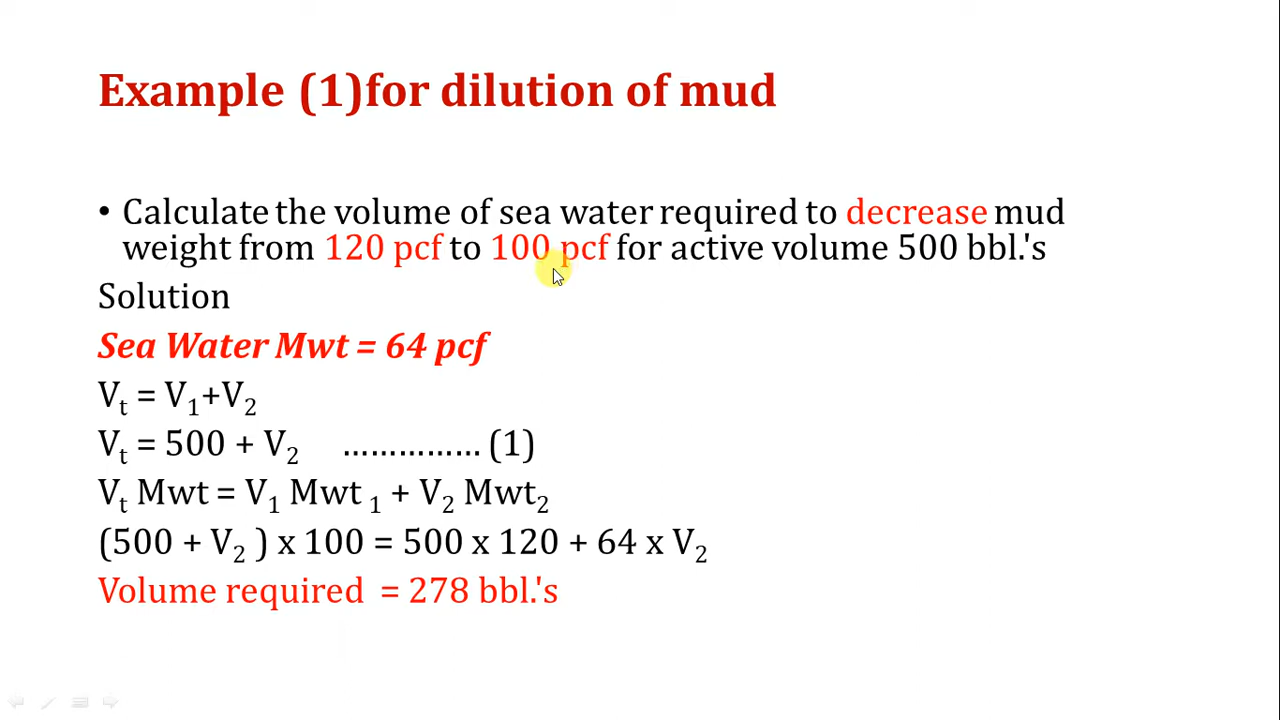 Example (1)for dilution of mud
• Calculate the volume of sea water required to decrease mud
weight from 120 pcf to 100 pcf for active volume 500 bbl.'s
Solution
Sea Water Mwt = 64 pcf
Vₜ = V₁+V₂
Vₜ = 500 + V₂ …………… (1)
Vₜ Mwt = V₁ Mwt ₁ + V₂ Mwt₂
(500 + V₂ ) x 100 = 500 x 120 + 64 x V₂
Volume required = 278 bbl.'s